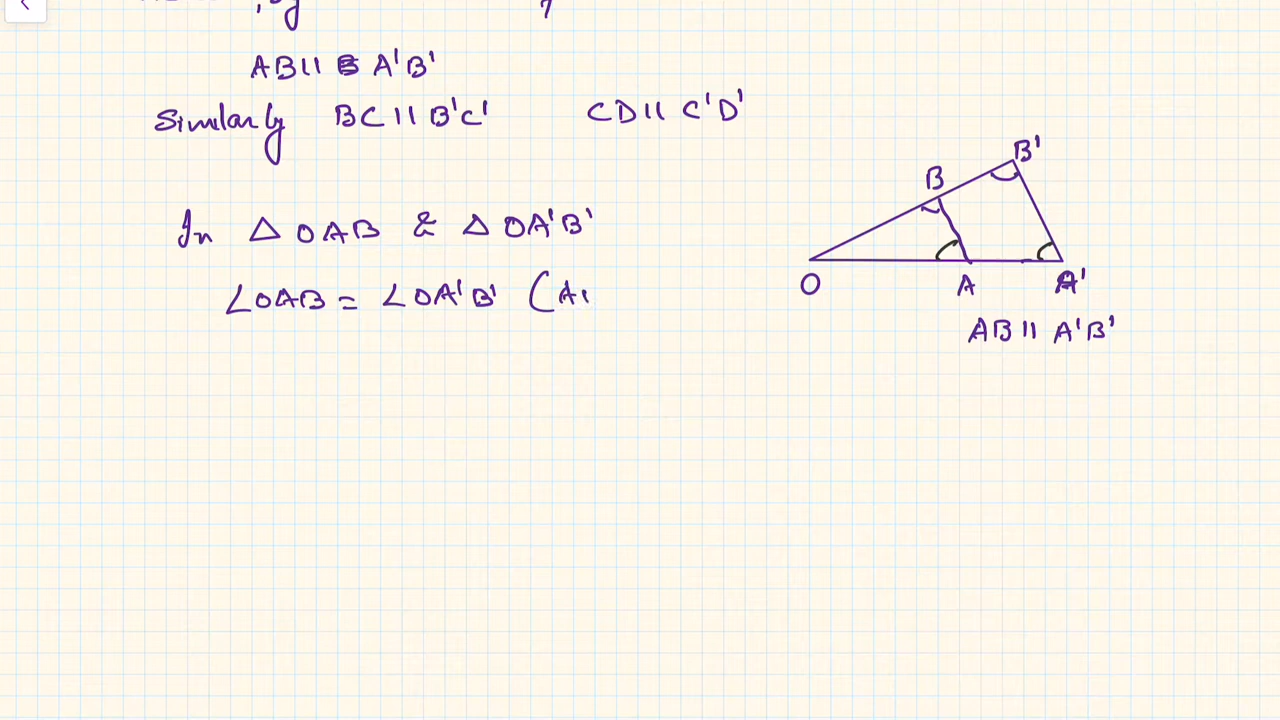 AB || A'B'
Similarly BC || B'C' CD || C'D'
In △ OAB & △ OA'B'
∠OAB = ∠OA'B' (
B'
B
O
A
A'
AB || A'B'